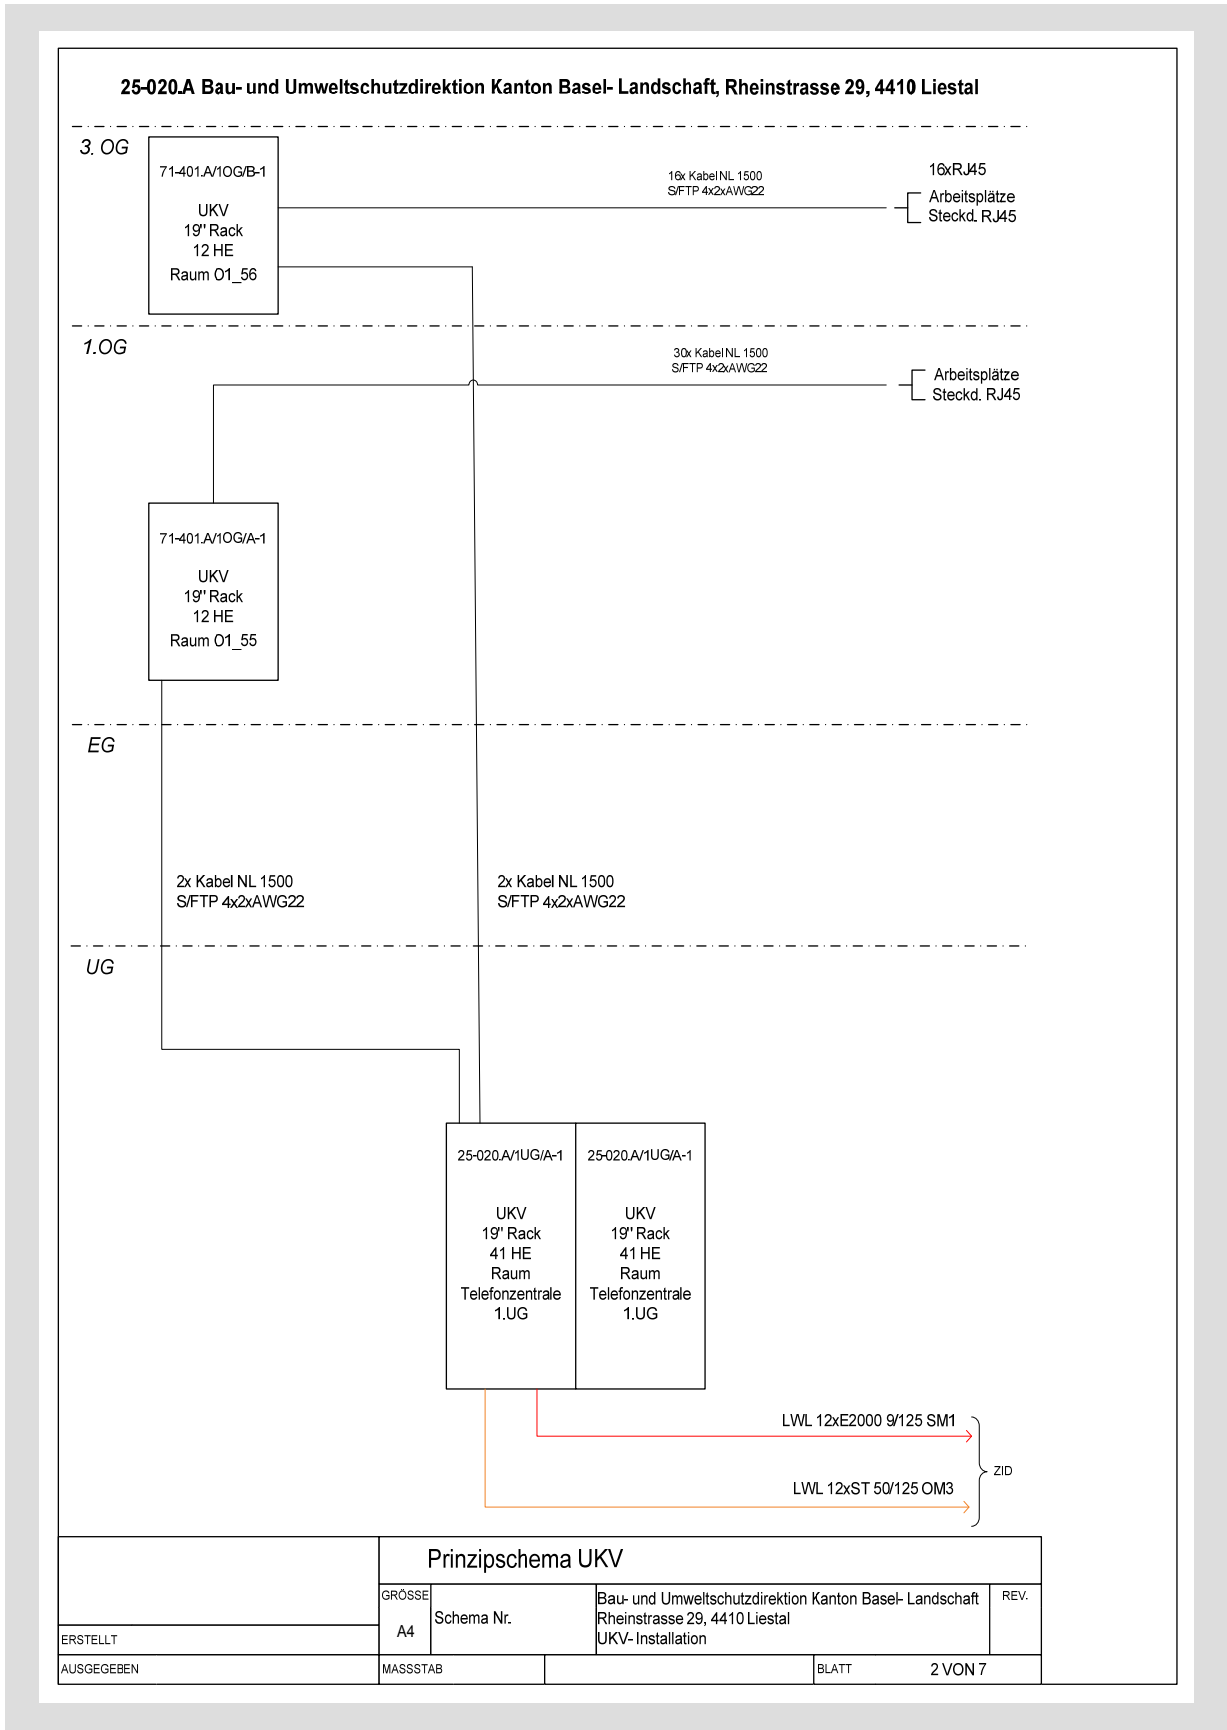 25-020.A Bau- und Umweltschutzdirektion Kanton Basel- Landschaft, Rheinstrasse 29, 4410 Liestal
3. OG
71-401.A/1OG/B-1
UKV
19" Rack
12 HE
Raum O1_56
16x Kabel NL 1500
S/FTP 4x2xAWG22
16xRJ45
Arbeitsplätze
Steckd. RJ45
1.OG
30x Kabel NL 1500
S/FTP 4x2xAWG22
Arbeitsplätze
Steckd. RJ45
71-401.A/1OG/A-1
UKV
19" Rack
12 HE
Raum O1_55
EG
2x Kabel NL 1500
S/FTP 4x2xAWG22
2x Kabel NL 1500
S/FTP 4x2xAWG22
UG
25-020.A/1UG/A-1
UKV
19" Rack
41 HE
Raum
Telefonzentrale
1.UG
25-020.A/1UG/A-1
UKV
19" Rack
41 HE
Raum
Telefonzentrale
1.UG
LWL 12xE2000 9/125 SM1
ZID
LWL 12xST 50/125 OM3
Prinzipschema UKV
GRÖSSE
A4
Schema Nr.
Bau- und Umweltschutzdirektion Kanton Basel- Landschaft
Rheinstrasse 29, 4410 Liestal
UKV- Installation
REV.
ERSTELLT
AUSGEGEBEN
MASSSTAB
BLATT
2 VON 7